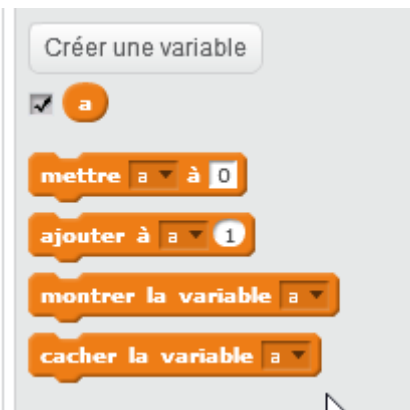 Créer une variable
a
mettre a à 0
ajouter à a 1
montrer la variable a
cacher la variable a